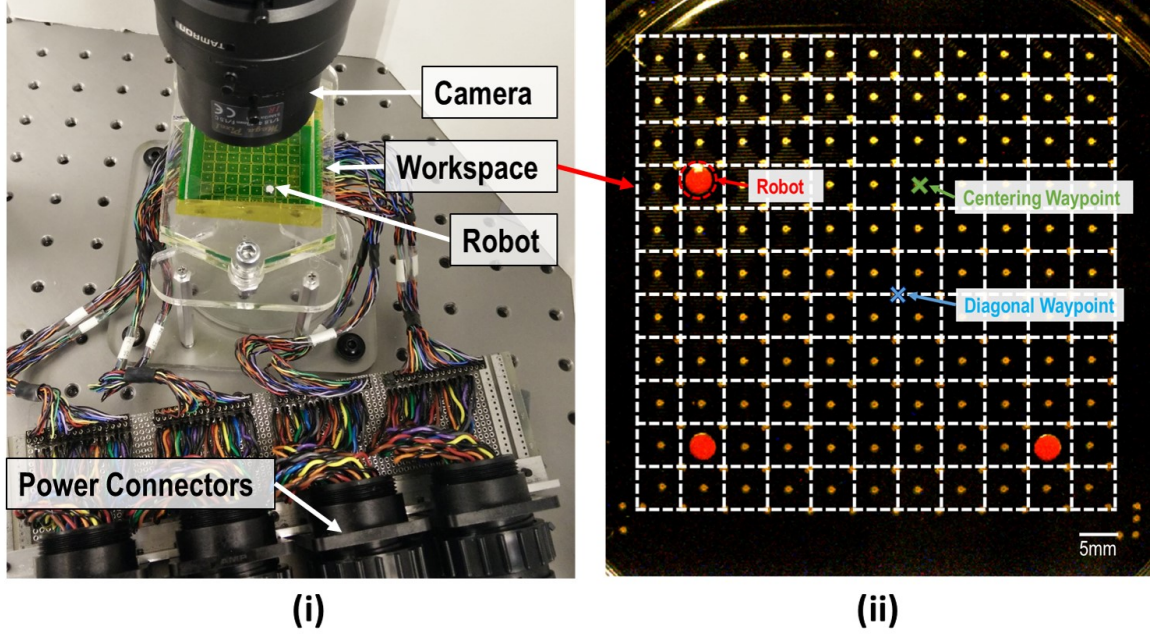 TAMRON
Camera
Workspace
Robot
Power Connectors
(i)
Robot
Centering Waypoint
Diagonal Waypoint
5mm
(ii)